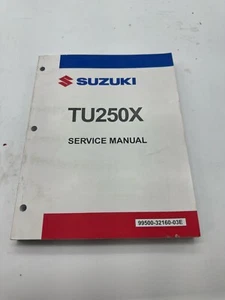 SUZUKI
TU250X
SERVICE MANUAL
99500-32160-03E